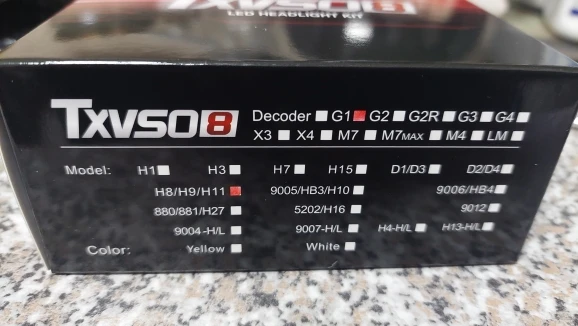 TXVSO8
LED HEADLIGHT KIT
TXVSO8
Decoder G1 G2 G2R G3 G4
X3 X4 M7 M7MAX M4 LM
Model: H1 H3 H7 H15 D1/D3 D2/D4
H8/H9/H11 9005/HB3/H10 9006/HB4
880/881/H27 5202/H16 9012
9004-H/L 9007-H/L H4-H/L H13-H/L
Color: Yellow White